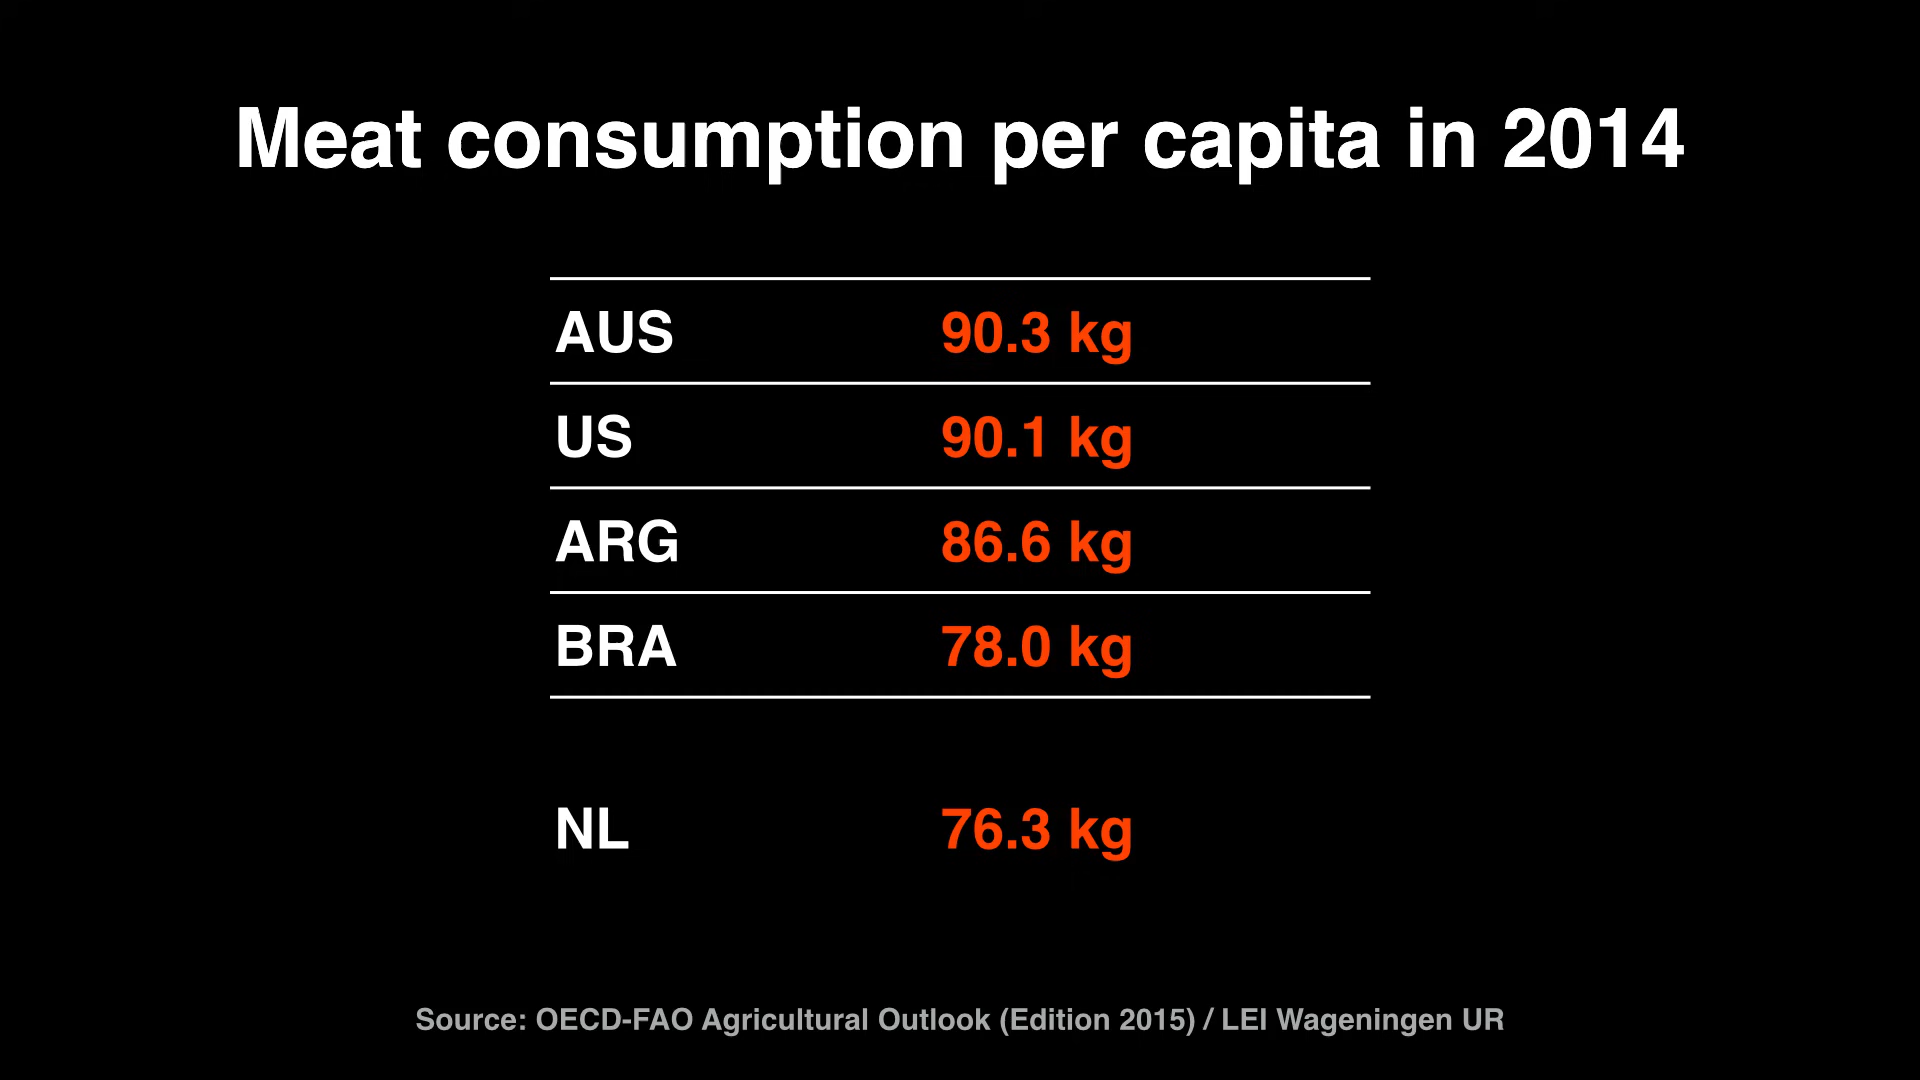 Meat consumption per capita in 2014
AUS 90.3 kg
US 90.1 kg
ARG 86.6 kg
BRA 78.0 kg
NL 76.3 kg
Source: OECD-FAO Agricultural Outlook (Edition 2015) / LEI Wageningen UR